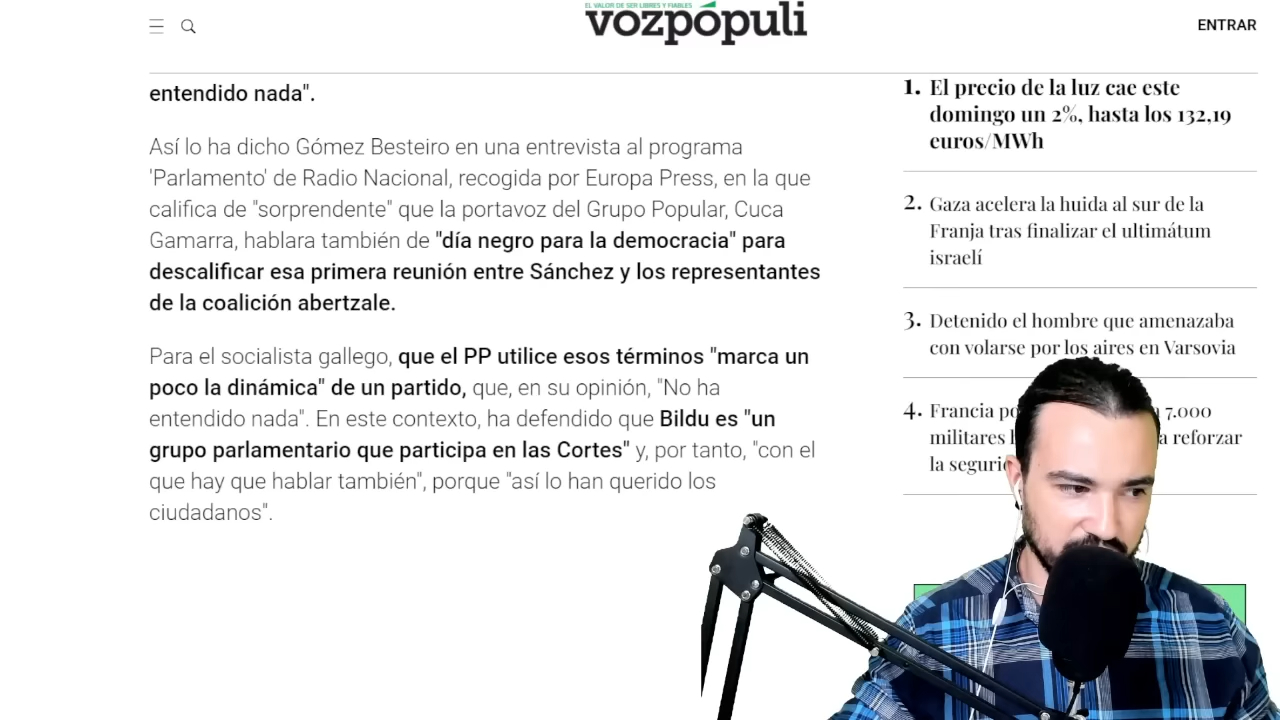 EL VALOR DE SER LIBRES Y FIABLES
vozpópuli
ENTRAR
entendido nada".
Así lo ha dicho Gómez Besteiro en una entrevista al programa
'Parlamento' de Radio Nacional, recogida por Europa Press, en la que
califica de "sorprendente" que la portavoz del Grupo Popular, Cuca
Gamarra, hablara también de "día negro para la democracia" para
descalificar esa primera reunión entre Sánchez y los representantes
de la coalición abertzale.
Para el socialista gallego, que el PP utilice esos términos "marca un
poco la dinámica" de un partido, que, en su opinión, "No ha
entendido nada". En este contexto, ha defendido que Bildu es "un
grupo parlamentario que participa en las Cortes" y, por tanto, "con el
que hay que hablar también", porque "así lo han querido los
ciudadanos".
1. El precio de la luz cae este
domingo un 2%, hasta los 132,19
euros/MWh
2. Gaza acelera la huida al sur de la
Franja tras finalizar el ultimátum
israelí
3. Detenido el hombre que amenazaba
con volarse por los aires en Varsovia
4. Francia 7.000
militares reforzar
la